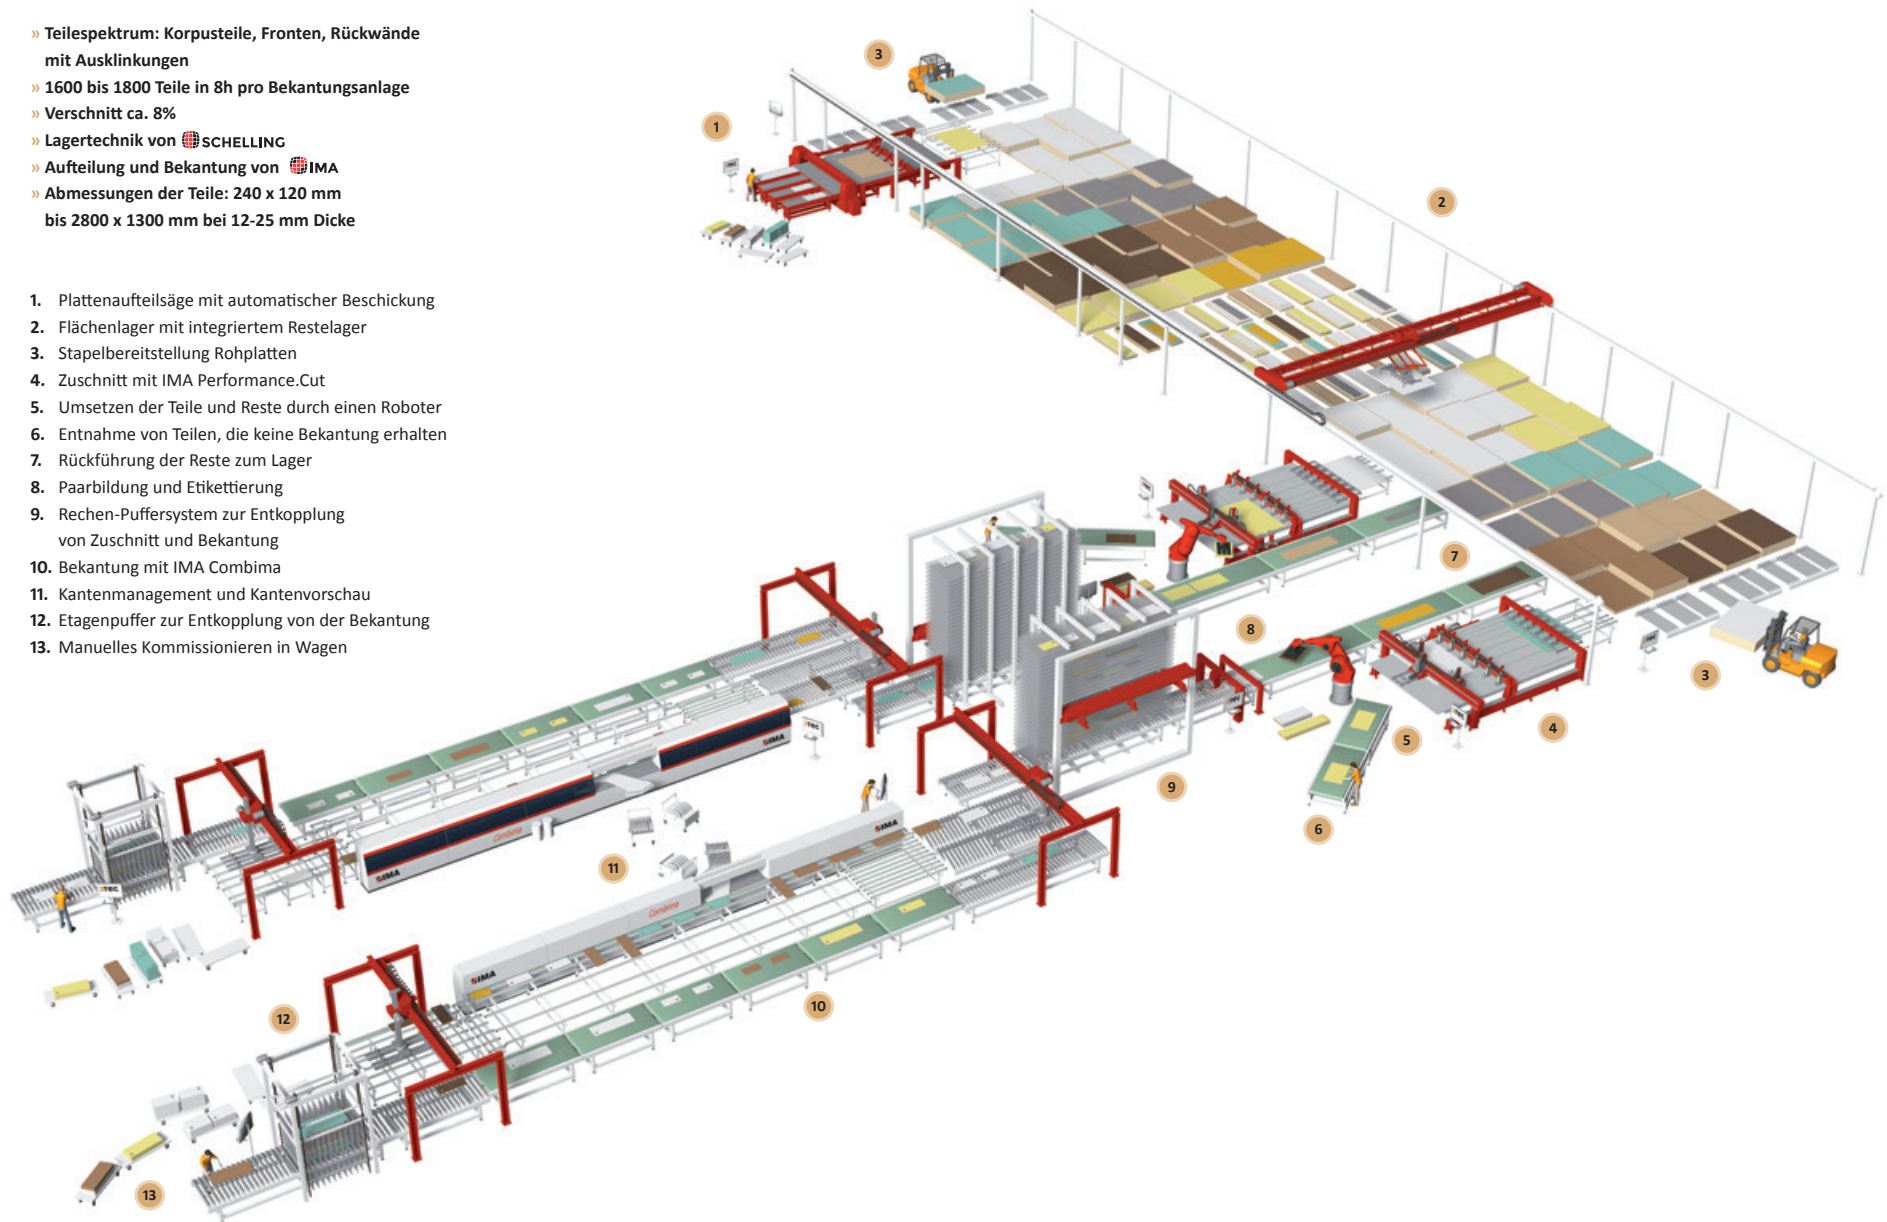 » Teilespektrum: Korpusteile, Fronten, Rückwände
mit Ausklinkungen
» 1600 bis 1800 Teile in 8h pro Bekantungsanlage
» Verschnitt ca. 8%
» Lagertechnik von SCHELLING
» Aufteilung und Bekantung von IMA
» Abmessungen der Teile: 240 x 120 mm
bis 2800 x 1300 mm bei 12-25 mm Dicke
1. Plattenaufteilsäge mit automatischer Beschickung
2. Flächenlager mit integriertem Restelager
3. Stapelbereitstellung Rohplatten
4. Zuschnitt mit IMA Performance.Cut
5. Umsetzen der Teile und Reste durch einen Roboter
6. Entnahme von Teilen, die keine Bekantung erhalten
7. Rückführung der Reste zum Lager
8. Paarbildung und Etikettierung
9. Rechen-Puffersystem zur Entkopplung
von Zuschnitt und Bekantung
10. Bekantung mit IMA Combima
11. Kantenmanagement und Kantenvorschau
12. Etagenpuffer zur Entkopplung von der Bekantung
13. Manuelles Kommissionieren in Wagen
3
1
2
7
8
3
4
5
9
6
IMA
Combima
IMA
IMA
11
Combima
IMA
10
12
13